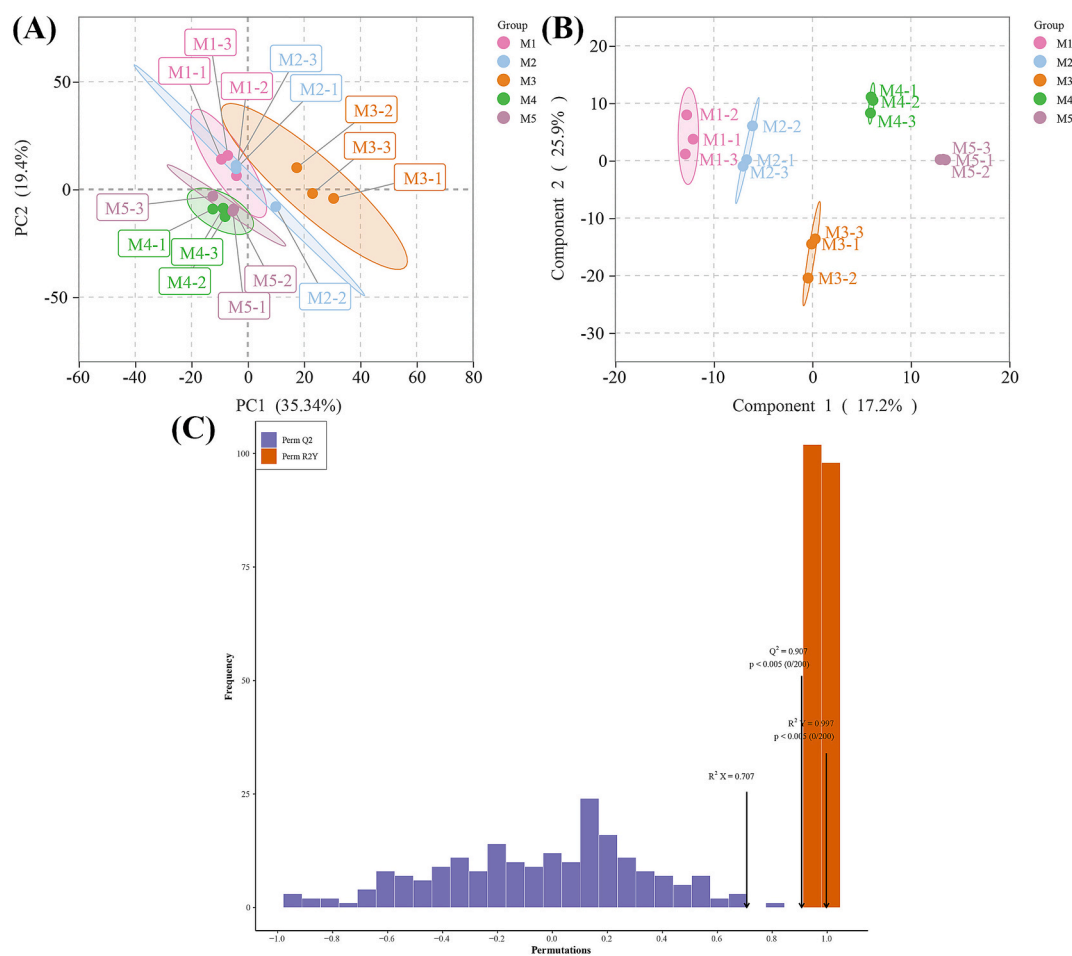 (A)
M1-3
M1-1
M2-3
M1-2
M2-1
M3-2
M3-3
M3-1
M5-3
M4-1
M4-3
M4-2
M5-2
M5-1
M2-2
50
0
-50
-60
-40
-20
0
20
40
60
80
PC2 (19.4%)
PC1 (35.34%)
Group
M1
M2
M3
M4
M5
(B)
M1-2
M1-1
M1-3
M2-2
M2-1
M2-3
M4-1
M4-2
M4-3
M5-3
M5-1
M5-2
M3-3
M3-1
M3-2
20
10
0
-10
-20
-30
-20
-10
0
10
20
Component 2 ( 25.9% )
Component 1 ( 17.2% )
Group
M1
M2
M3
M4
M5
(C)
Perm Q2
Perm R2Y
100
75
50
25
0
Frequency
Q² = 0.907
p < 0.005 (0/200)
R² Y = 0.997
p < 0.005 (0/200)
R² X = 0.707
−1.0
−0.8
−0.6
−0.4
−0.2
0.0
0.2
0.4
0.6
0.8
1.0
Permutations